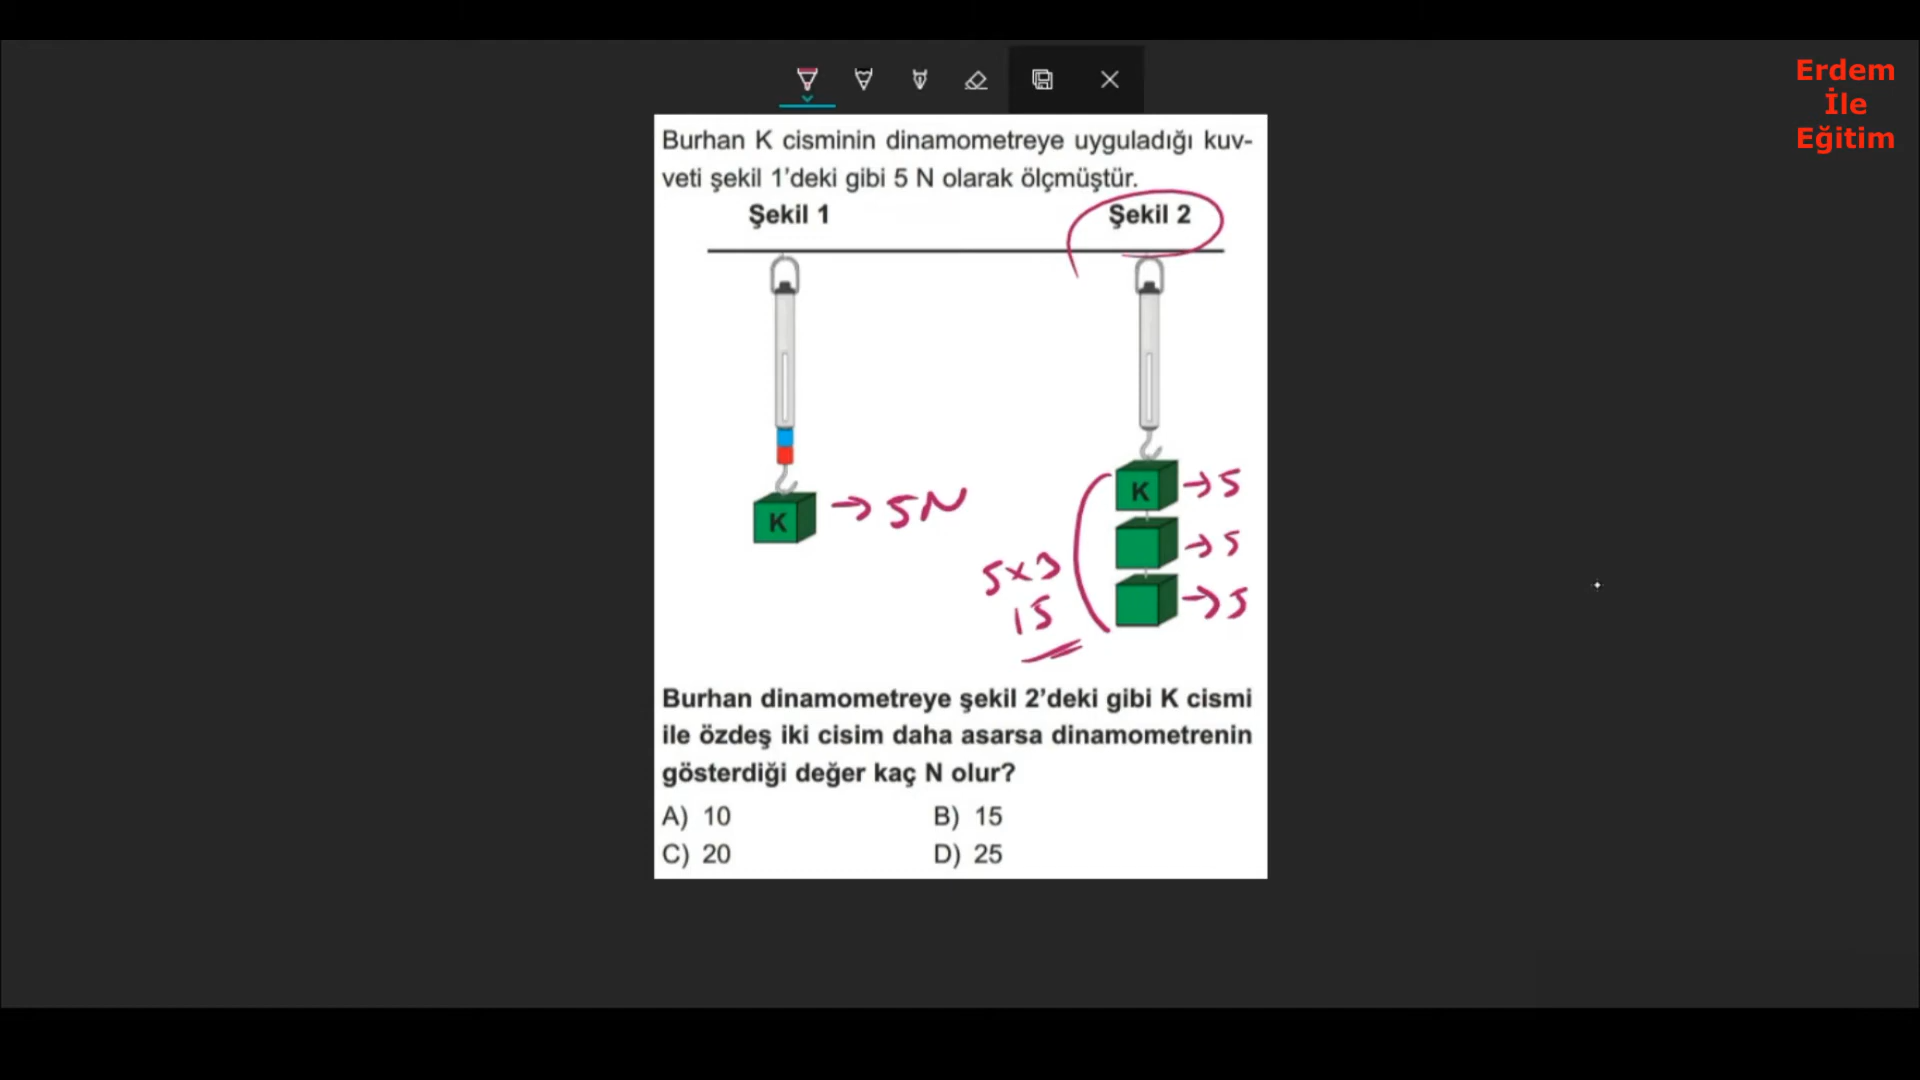 Erdem
İle
Eğitim
Burhan K cisminin dinamometreye uyguladığı kuv-
veti şekil 1’deki gibi 5 N olarak ölçmüştür.
Şekil 1
Şekil 2
K
→ 5N
K
→ 5
→ 5
→ 5
5x3
15
Burhan dinamometreye şekil 2’deki gibi K cismi
ile özdeş iki cisim daha asarsa dinamometrenin
gösterdiği değer kaç N olur?
A) 10
B) 15
C) 20
D) 25